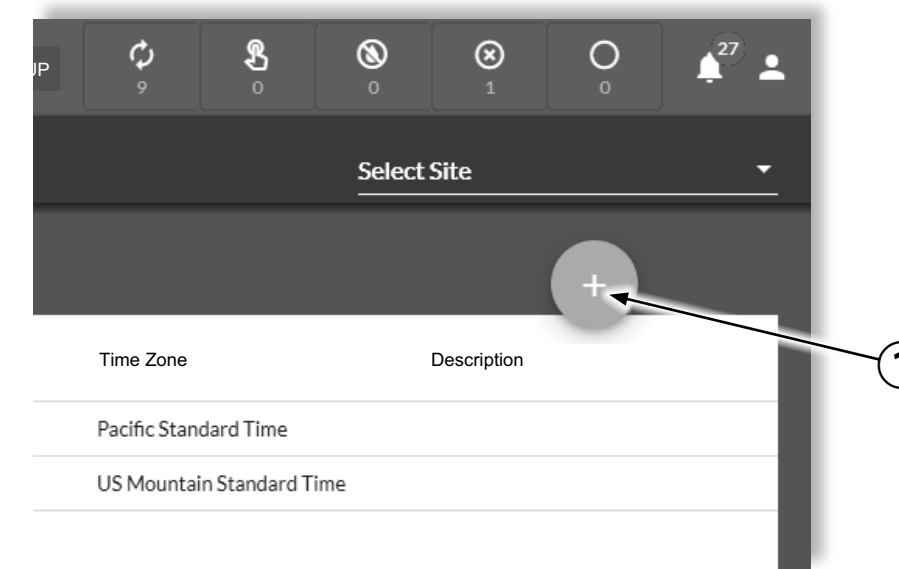 UP
9
0
0
1
0
27
Select Site
+
1
Time Zone
Description
Pacific Standard Time
US Mountain Standard Time